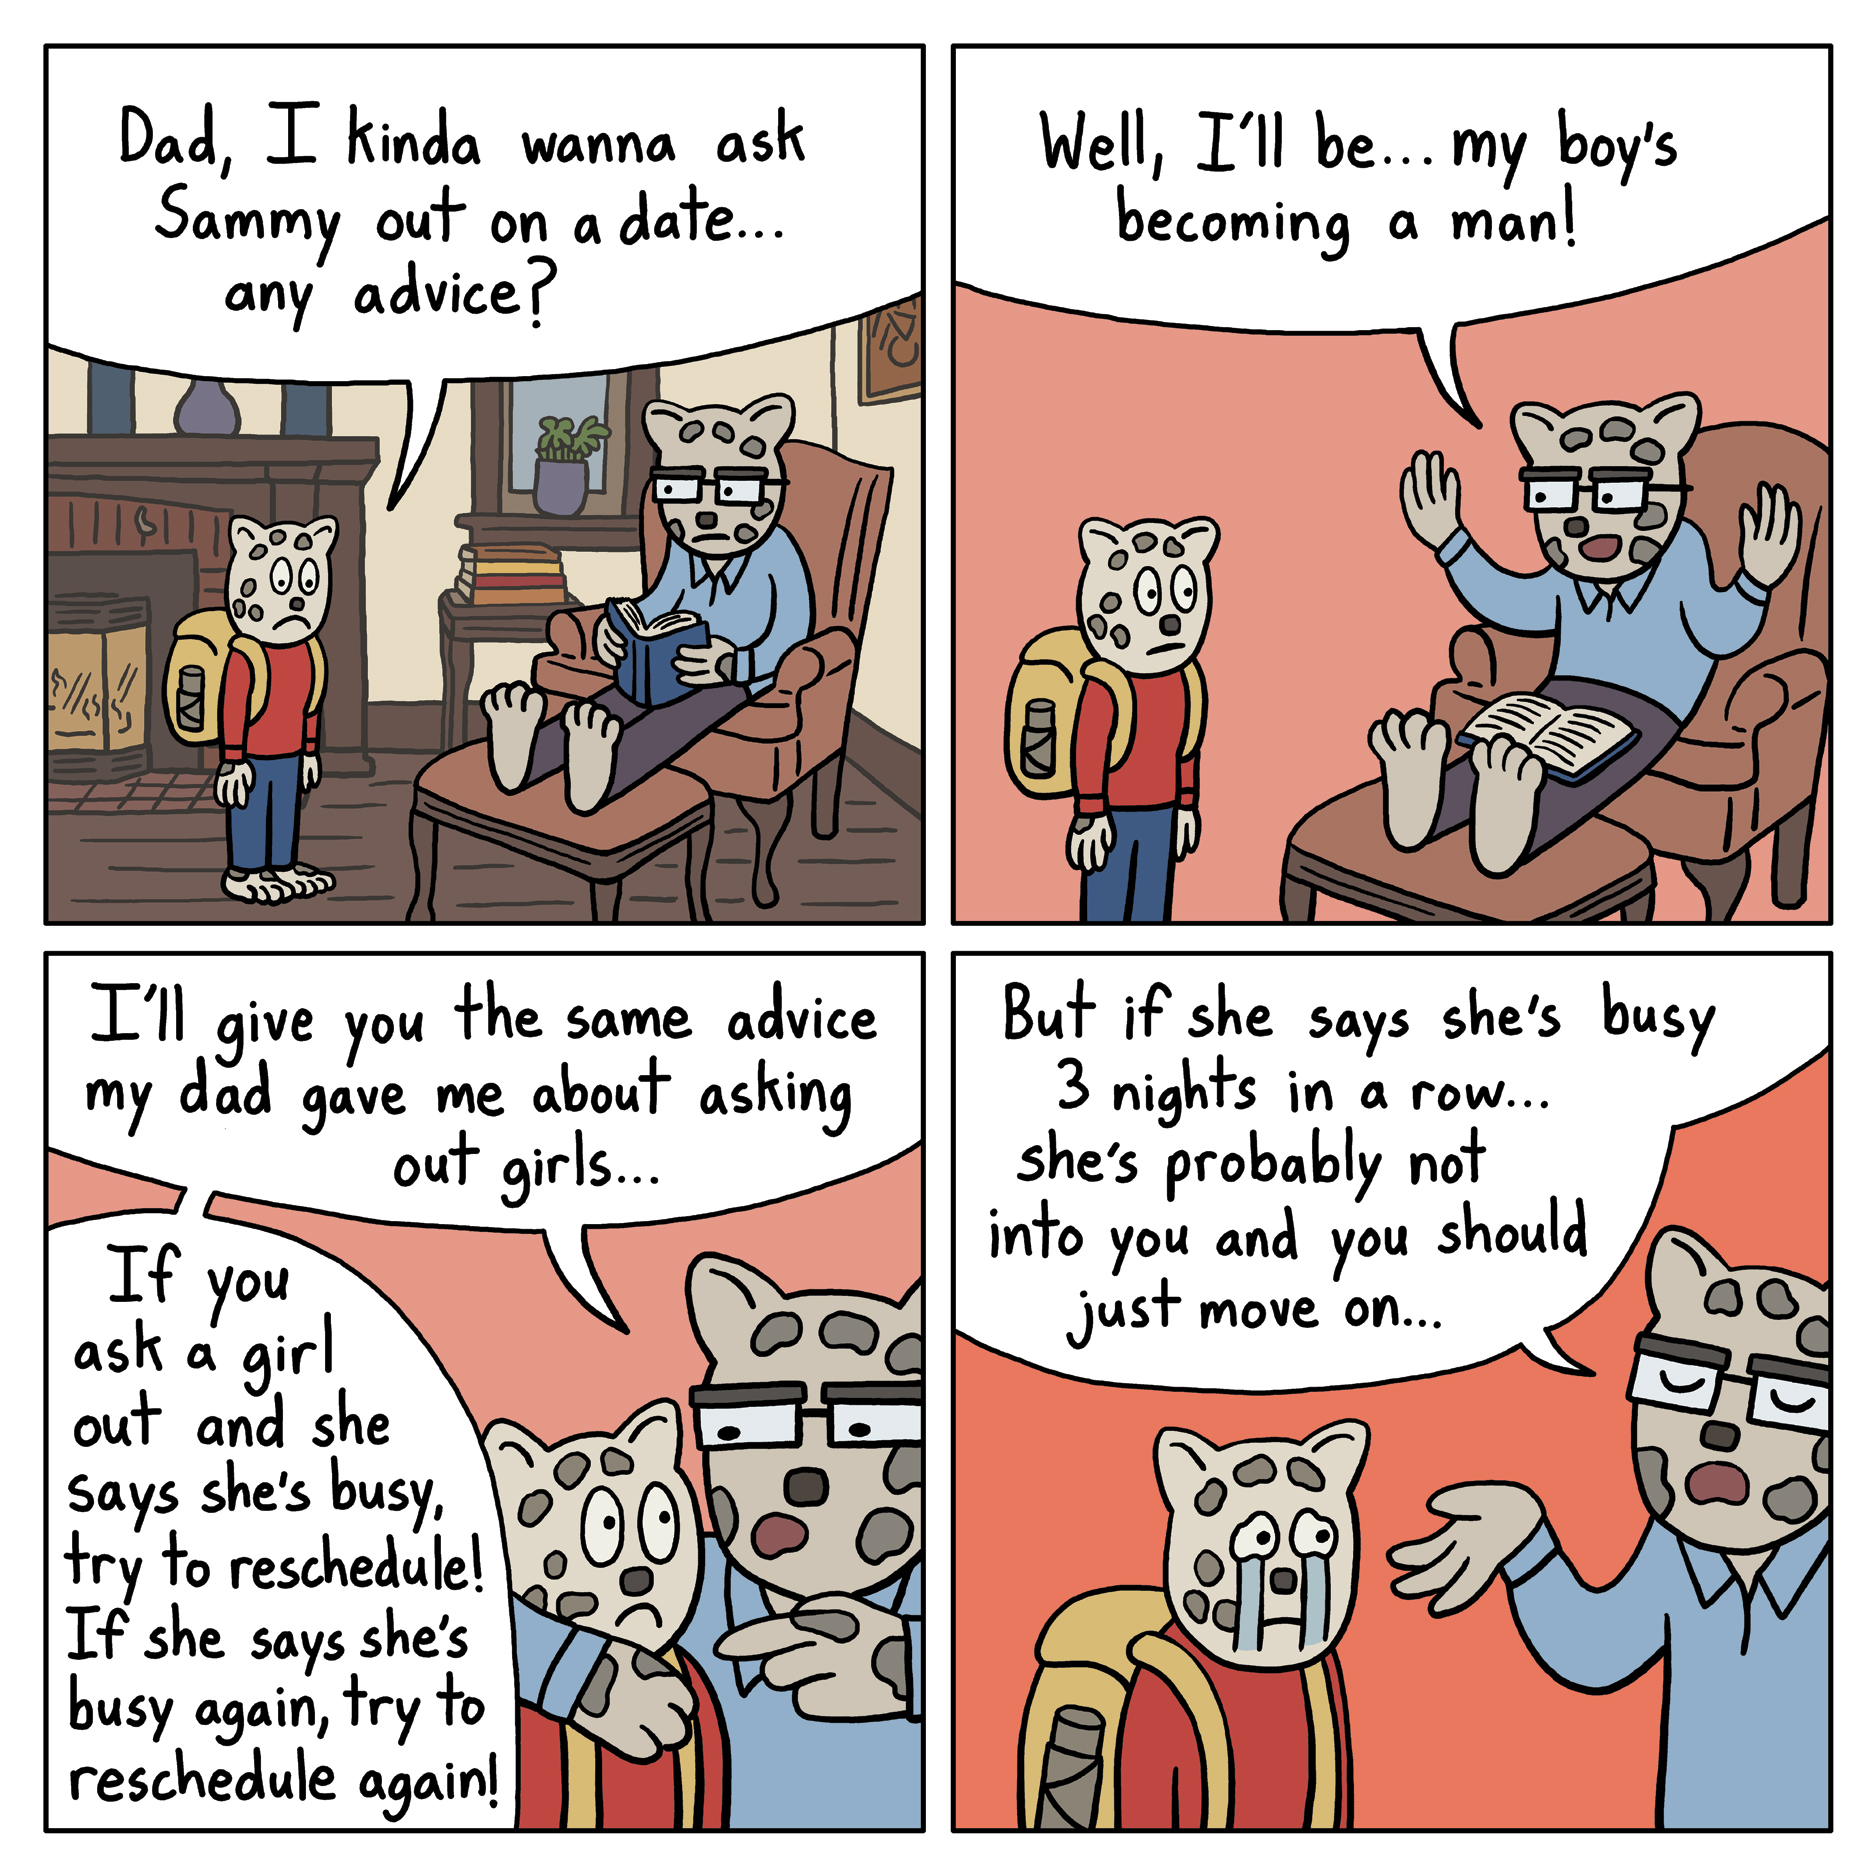 Dad, I kinda wanna ask
Sammy out on a date...
any advice?
Well, I'll be... my boy's
becoming a man!
I'll give you the same advice
my dad gave me about asking
out girls...
If you
ask a girl
out and she
says she's busy,
try to reschedule!
If she says she's
busy again, try to
reschedule again!
But if she says she's busy
3 nights in a row...
she's probably not
into you and you should
just move on...